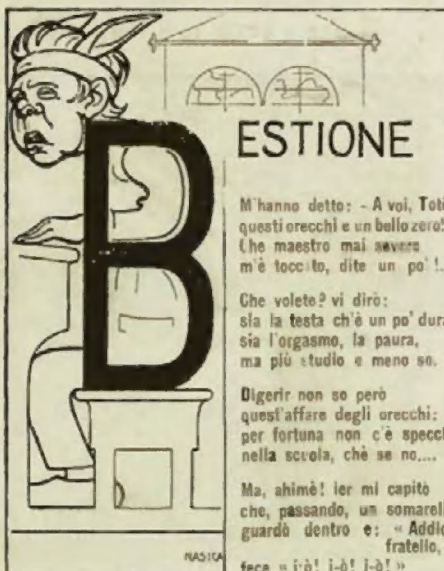 BESTIONE
M'hanno detto: - A voi, Totò
questi orecchi e un bello zero!
Che maestro mai severo
m'è toccato, dite un po'!..
Che volete? vi dirò:
sia la testa ch'è un po' dura
sia l'orgasmo, la paura,
ma più studio e meno so.
Digerir non so però
quest'affare degli orecchi:
per fortuna non c'è specch
nella scuola, chè se no....
Ma, ahimè! ier mi capitò
che, passando, un somarell
guardò dentro e: « Addio
fratello,
fece « i-ò! i-ò! i-ò! »
NASICA